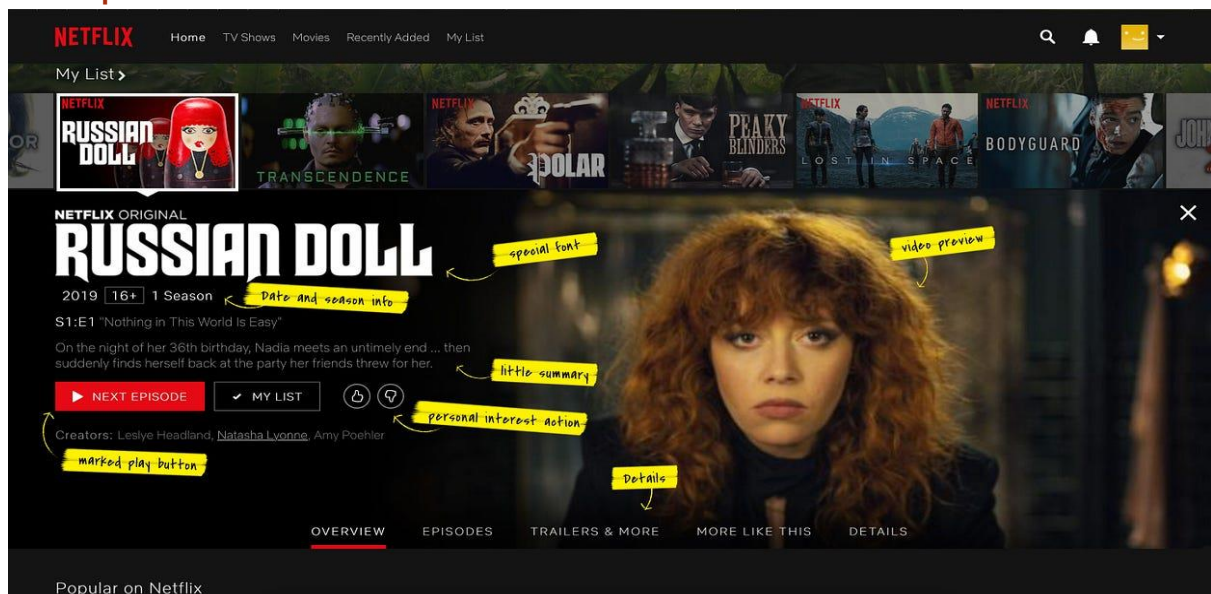 NETFLIX Home TV Shows Movies Recently Added My List
My List >
NETFLIX
RUSSIAN
DOLL
TRANSCENDENCE
NETFLIX
POLAR
PEAKY
BLINDERS
NETFLIX
LOST IN SPACE
NETFLIX
BODYGUARD
NETFLIX ORIGINAL
RUSSIAN DOLL
special font
video preview
2019 16+ 1 Season
Date and season info
S1:E1 "Nothing in This World Is Easy"
On the night of her 36th birthday, Nadia meets an untimely end ... then
suddenly finds herself back at the party her friends threw for her.
little summary
NEXT EPISODE MY LIST
personal interest action
Creators: Leslye Headland, Natasha Lyonne, Amy Poehler
marked play button
Details
OVERVIEW EPISODES TRAILERS & MORE MORE LIKE THIS DETAILS
Popular on Netflix